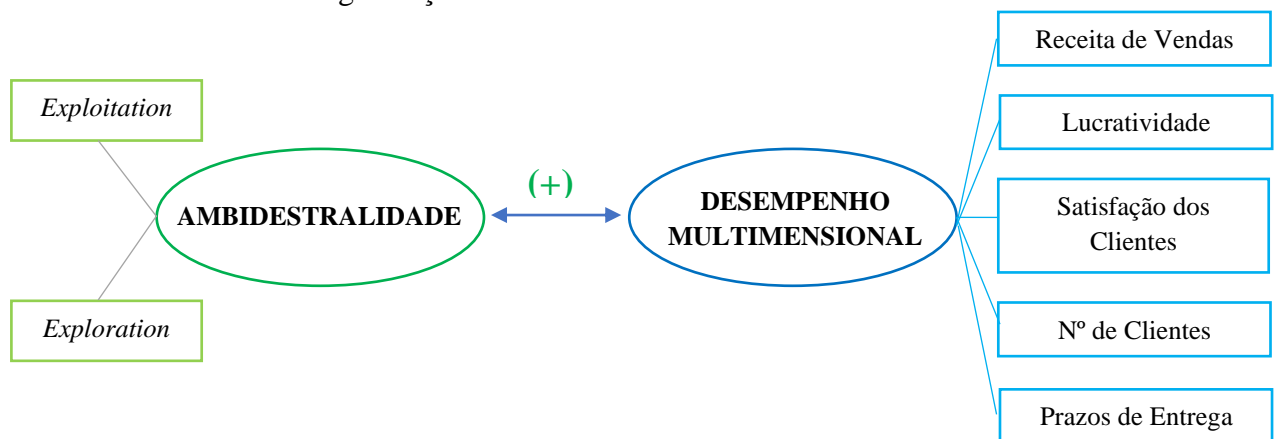 Receita de Vendas
Exploitation
Lucratividade
(+)
AMBIDESTRALIDADE
DESEMPENHO
MULTIMENSIONAL
Satisfação dos
Clientes
Exploration
Nº de Clientes
Prazos de Entrega